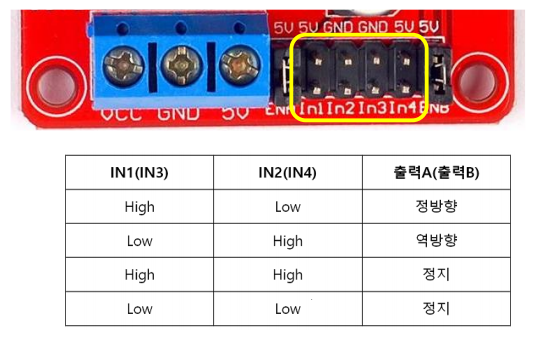 5V 5V GND GND 5V 5V
VCC GND 5V ENA In1 In2 In3 In4 ENB
IN1(IN3) IN2(IN4) 출력A(출력B)
High Low 정방향
Low High 역방향
High High 정지
Low Low 정지